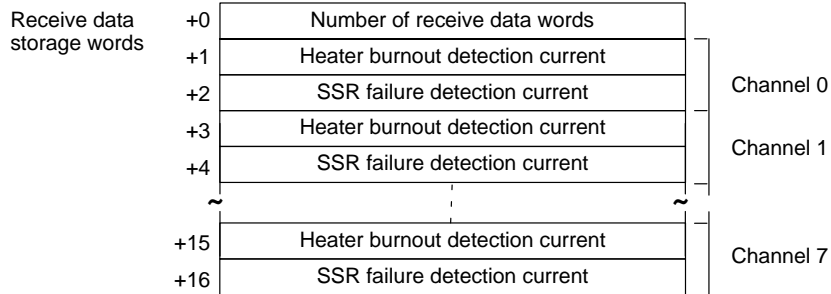 Receive data
storage words
+0 Number of receive data words
+1 Heater burnout detection current
+2 SSR failure detection current
Channel 0
+3 Heater burnout detection current
+4 SSR failure detection current
Channel 1
~ ~
+15 Heater burnout detection current
+16 SSR failure detection current
Channel 7